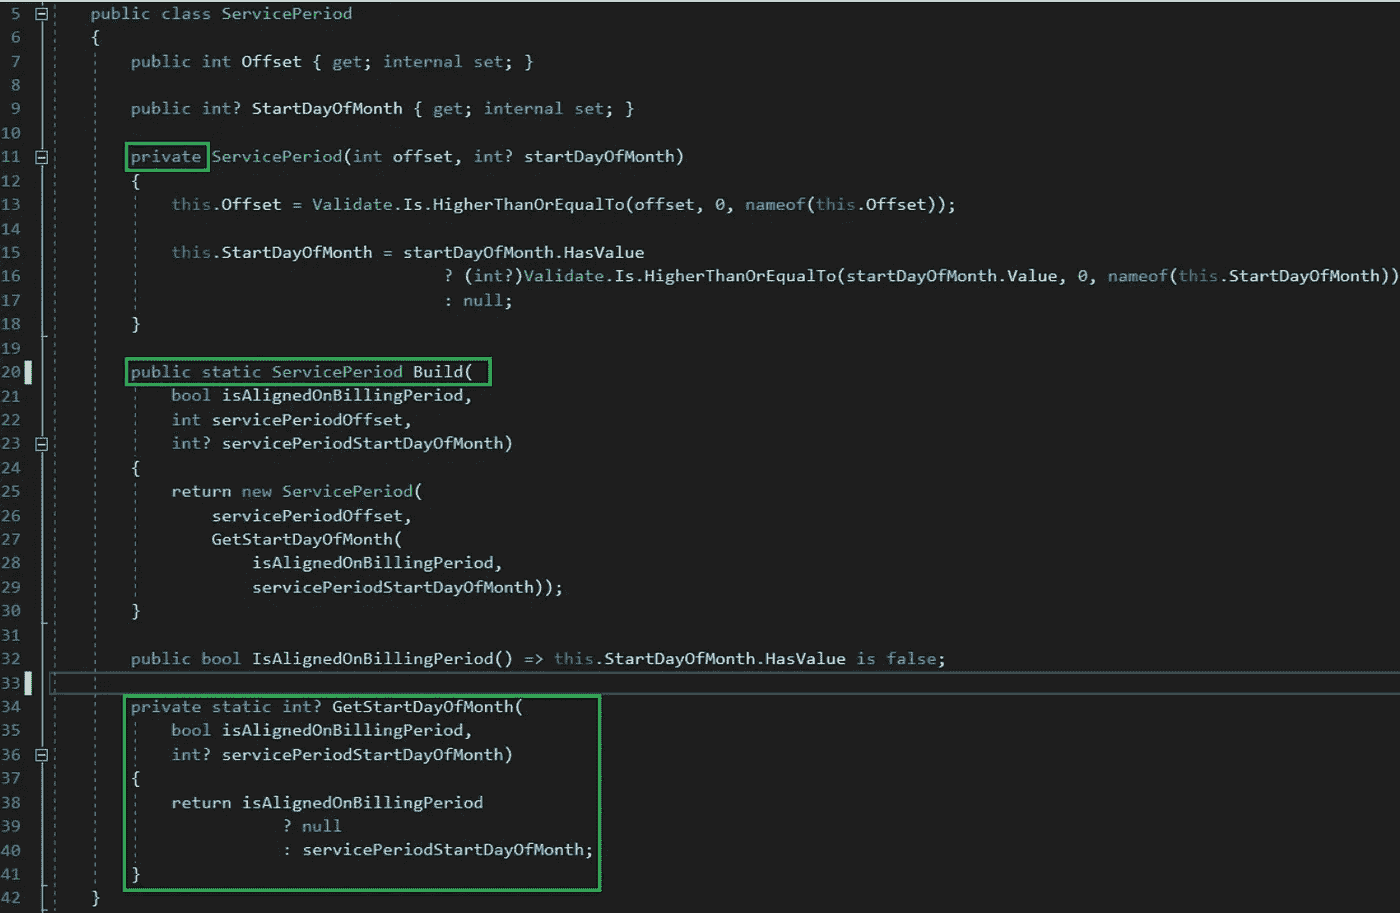 5 public class ServicePeriod
6 {
7 public int Offset { get; internal set; }
8
9 public int? StartDayOfMonth { get; internal set; }
10
11 private ServicePeriod(int offset, int? startDayOfMonth)
12 {
13 this.Offset = Validate.Is.HigherThanOrEqualTo(offset, 0, nameof(this.Offset));
14
15 this.StartDayOfMonth = startDayOfMonth.HasValue
16 ? (int?)Validate.Is.HigherThanOrEqualTo(startDayOfMonth.Value, 0, nameof(this.StartDayOfMonth))
17 : null;
18 }
19
20 public static ServicePeriod Build(
21 bool isAlignedOnBillingPeriod,
22 int servicePeriodOffset,
23 int? servicePeriodStartDayOfMonth)
24 {
25 return new ServicePeriod(
26 servicePeriodOffset,
27 GetStartDayOfMonth(
28 isAlignedOnBillingPeriod,
29 servicePeriodStartDayOfMonth));
30 }
31
32 public bool IsAlignedOnBillingPeriod() => this.StartDayOfMonth.HasValue is false;
33
34 private static int? GetStartDayOfMonth(
35 bool isAlignedOnBillingPeriod,
36 int? servicePeriodStartDayOfMonth)
37 {
38 return isAlignedOnBillingPeriod
39 ? null
40 : servicePeriodStartDayOfMonth;
41 }
42 }